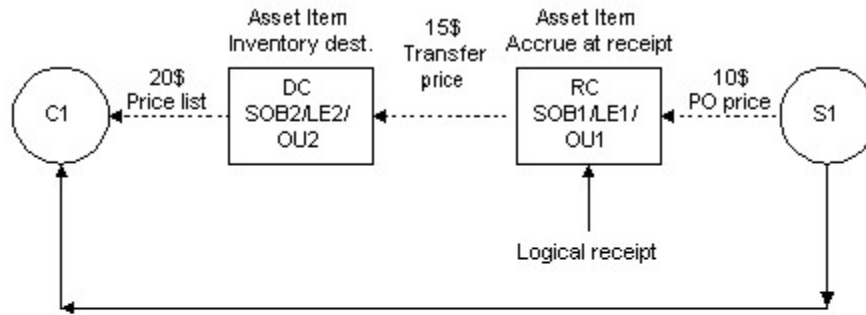 Asset Item
Inventory dest.
15$
Transfer
price
Asset Item
Accrue at receipt
C1
20$
Price list
DC
SOB2/LE2/
OU2
RC
SOB1/LE1/
OU1
10$
PO price
S1
Logical receipt